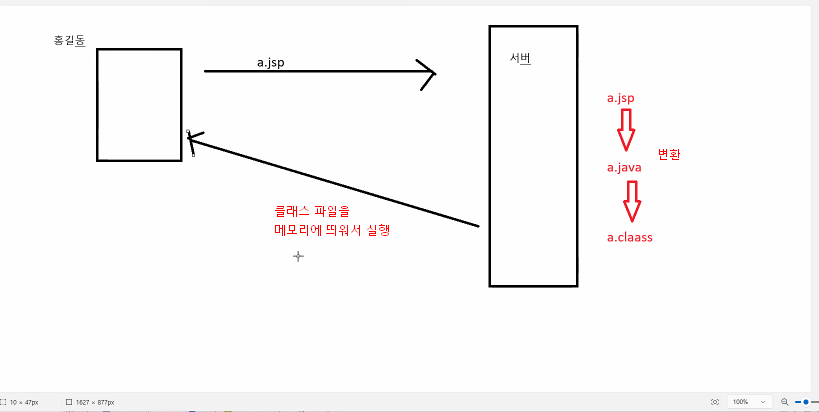 홍길동
a.jsp
서버
a.jsp
변환
a.java
클래스 파일을
메모리에 띄워서 실행
a.claass
10 × 47px
1627 × 877px
100%